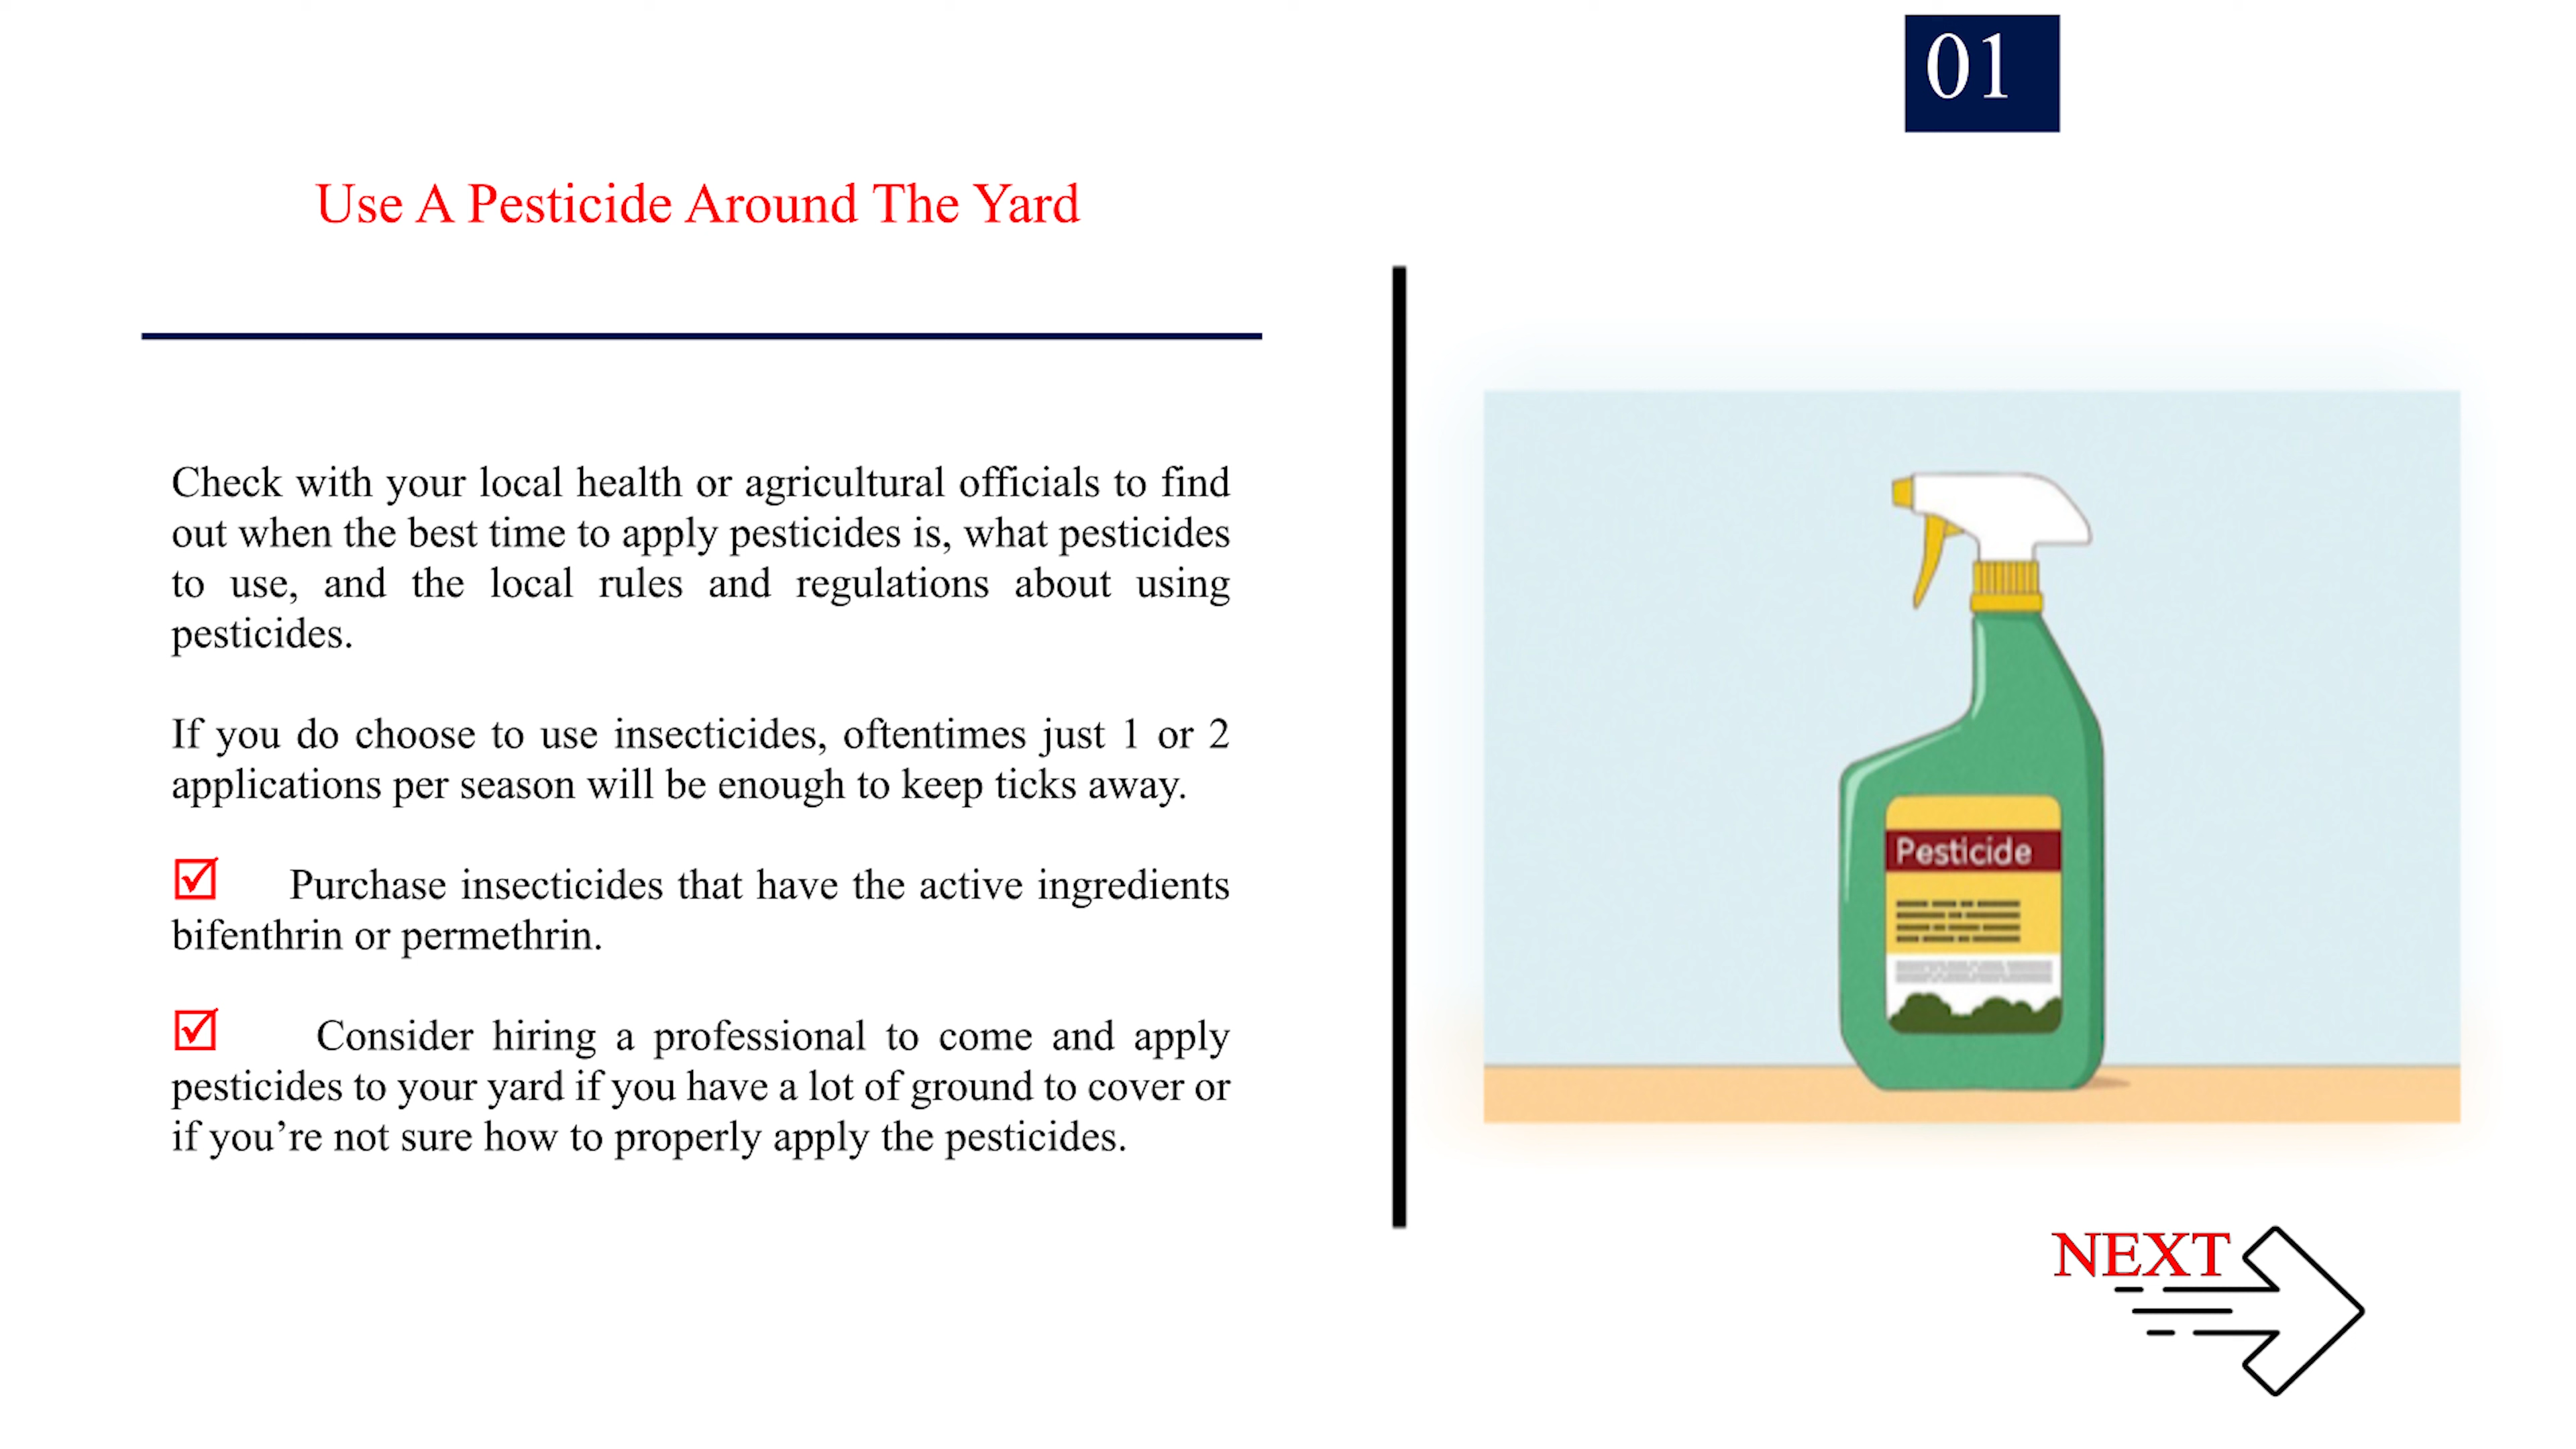 01
Use A Pesticide Around The Yard
Check with your local health or agricultural officials to find
out when the best time to apply pesticides is, what pesticides
to use, and the local rules and regulations about using
pesticides.
If you do choose to use insecticides, oftentimes just 1 or 2
applications per season will be enough to keep ticks away.
☑ Purchase insecticides that have the active ingredients
bifenthrin or permethrin.
☑ Consider hiring a professional to come and apply
pesticides to your yard if you have a lot of ground to cover or
if you’re not sure how to properly apply the pesticides.
Pesticide
NEXT